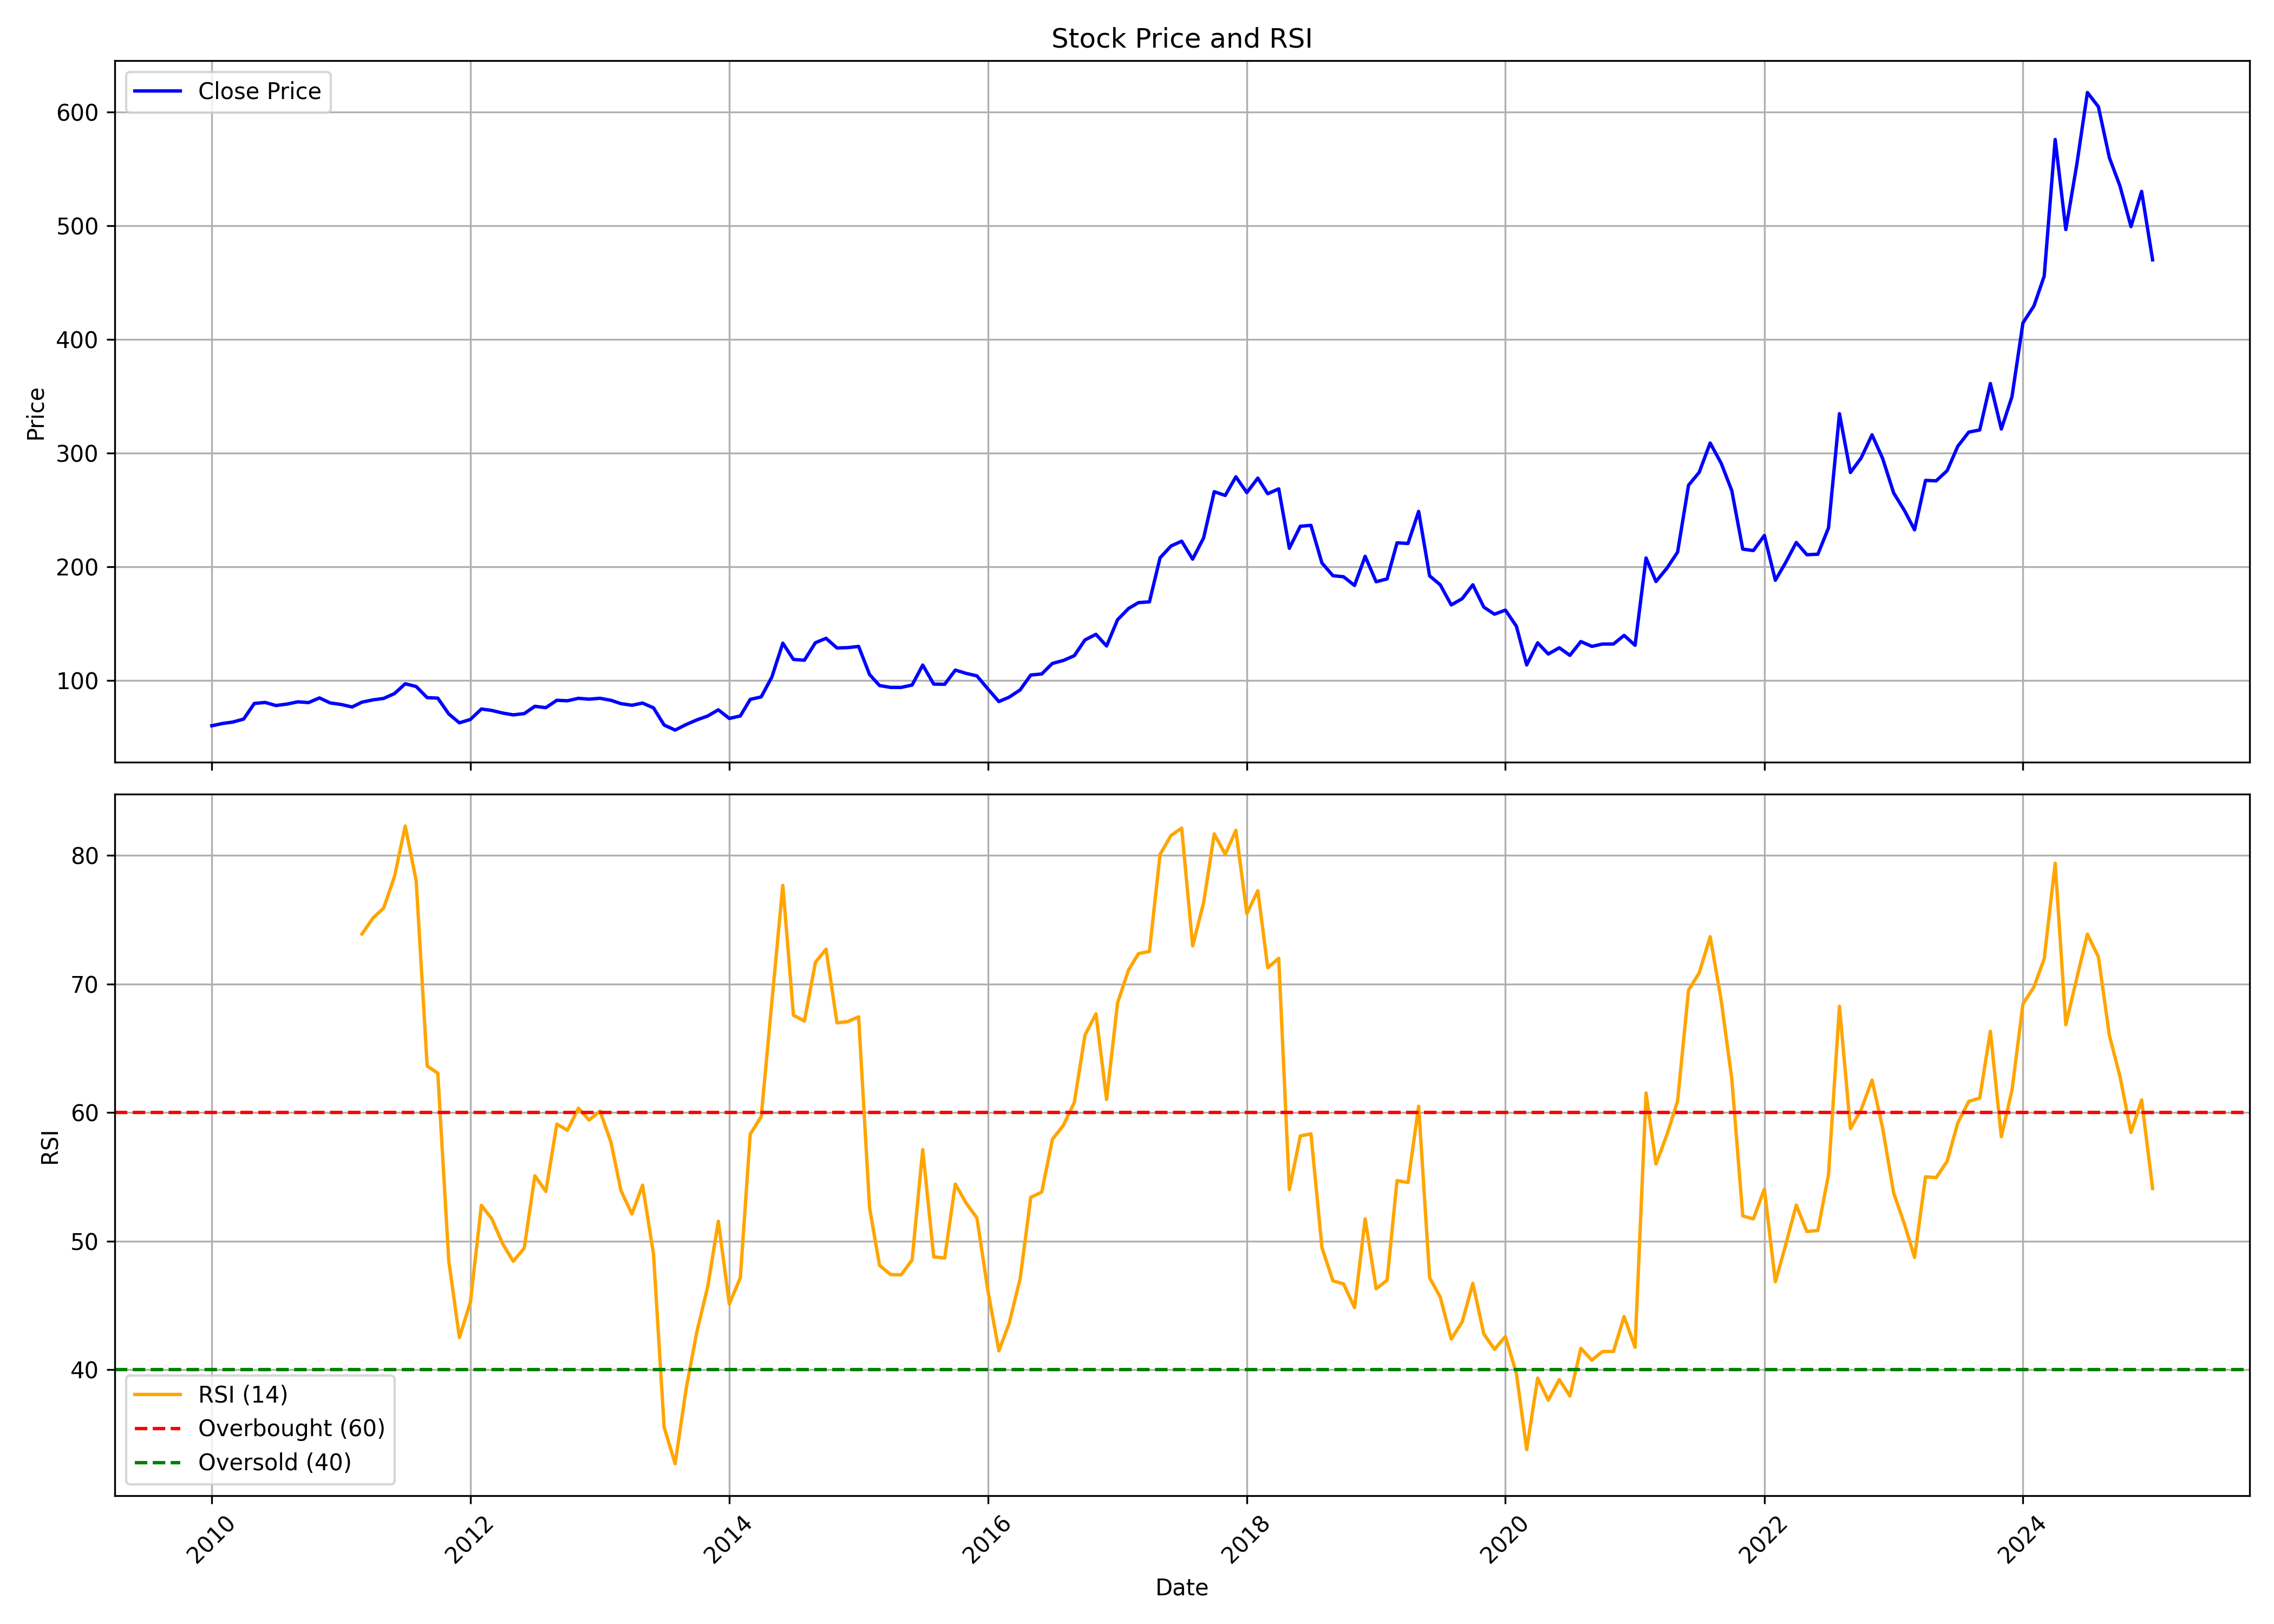 Stock Price and RSI
Close Price
600
500
400
300
200
100
Price
80
70
60
50
40
RSI
RSI (14)
Overbought (60)
Oversold (40)
2010
2012
2014
2016
2018
2020
2022
2024
Date